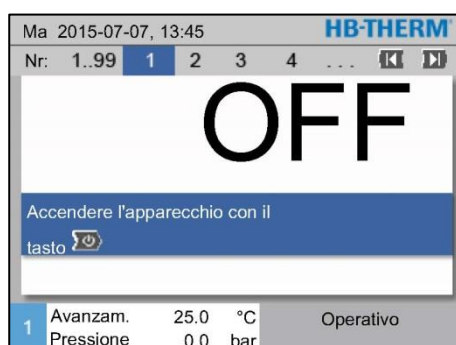 Ma 2015-07-07, 13:45 HB-THERM
Nr: 1..99 1 2 3 4 ...
OFF
Accendere l'apparecchio con il
tasto
1 Avanzam. 25.0 °C Operativo
Pressione 0.0 bar